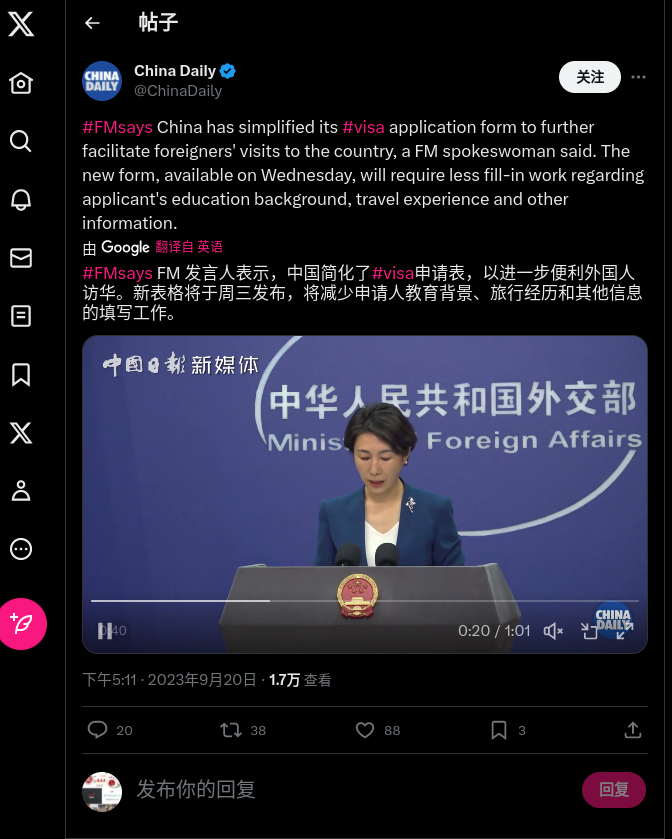 帖子
CHINA DAILY
China Daily
@ChinaDaily
关注
#FMsays China has simplified its #visa application form to further
facilitate foreigners' visits to the country, a FM spokeswoman said. The
new form, available on Wednesday, will require less fill-in work regarding
applicant's education background, travel experience and other
information.
由 Google 翻译自 英语
#FMsays FM 发言人表示，中国简化了#visa申请表，以进一步便利外国人
访华。新表格将于周三发布，将减少申请人教育背景、旅行经历和其他信息
的填写工作。
中国日报 新媒体
中华人民共和国外交部
Minis Foreign Affairs
CHINA DAILY
0:40
0:20 / 1:01
下午5:11 · 2023年9月20日 · 1.7万 查看
20 38 88 3
发布你的回复
回复